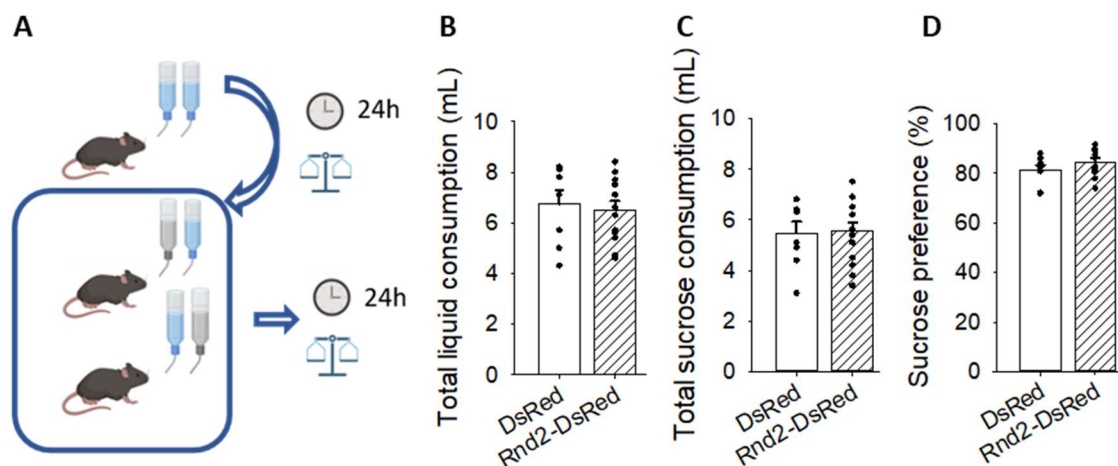 A
24h
24h
B
Total liquid consumption (mL)
10
8
6
4
2
0
DsRed
Rnd2-DsRed
C
Total sucrose consumption (mL)
10
8
6
4
2
0
DsRed
Rnd2-DsRed
D
Sucrose preference (%)
100
80
60
40
20
0
DsRed
Rnd2-DsRed